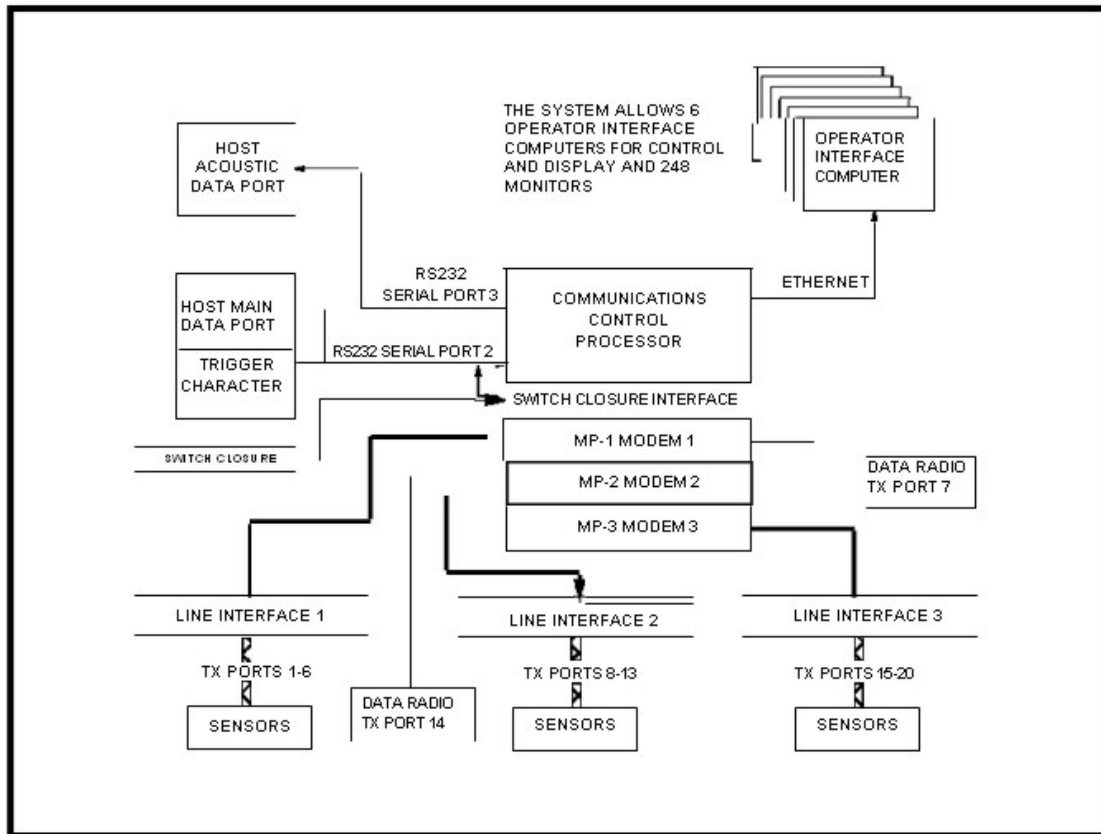 THE SYSTEM ALLOWS 6
OPERATOR INTERFACE
COMPUTERS FOR CONTROL
AND DISPLAY AND 248
MONITORS
OPERATOR
INTERFACE
COMPUTER
HOST
ACOUSTIC
DATA PORT
RS232
SERIAL PORT 3
COMMUNICATIONS
CONTROL
PROCESSOR
ETHERNET
HOST MAIN
DATA PORT
TRIGGER
CHARACTER
RS232 SERIAL PORT 2
SWITCH CLOSURE INTERFACE
SWITCH CLOSURE
MP-1 MODEM 1
MP-2 MODEM 2
MP-3 MODEM 3
DATA RADIO
TX PORT 7
LINE INTERFACE 1
LINE INTERFACE 2
LINE INTERFACE 3
TX PORTS 1-6
TX PORTS 8-13
TX PORTS 15-20
DATA RADIO
TX PORT 14
SENSORS
SENSORS
SENSORS